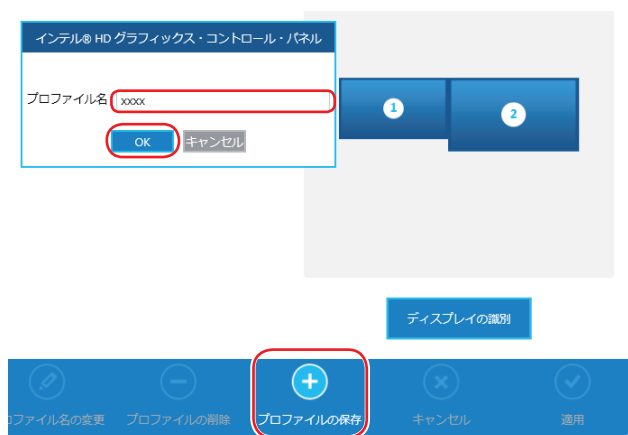 インテル® HD グラフィックス・コントロール・パネル
プロファイル名 xxxx
OK キャンセル
1 2
ディスプレイの識別
ファイル名の変更 プロファイルの削除 プロファイルの保存 キャンセル 適用